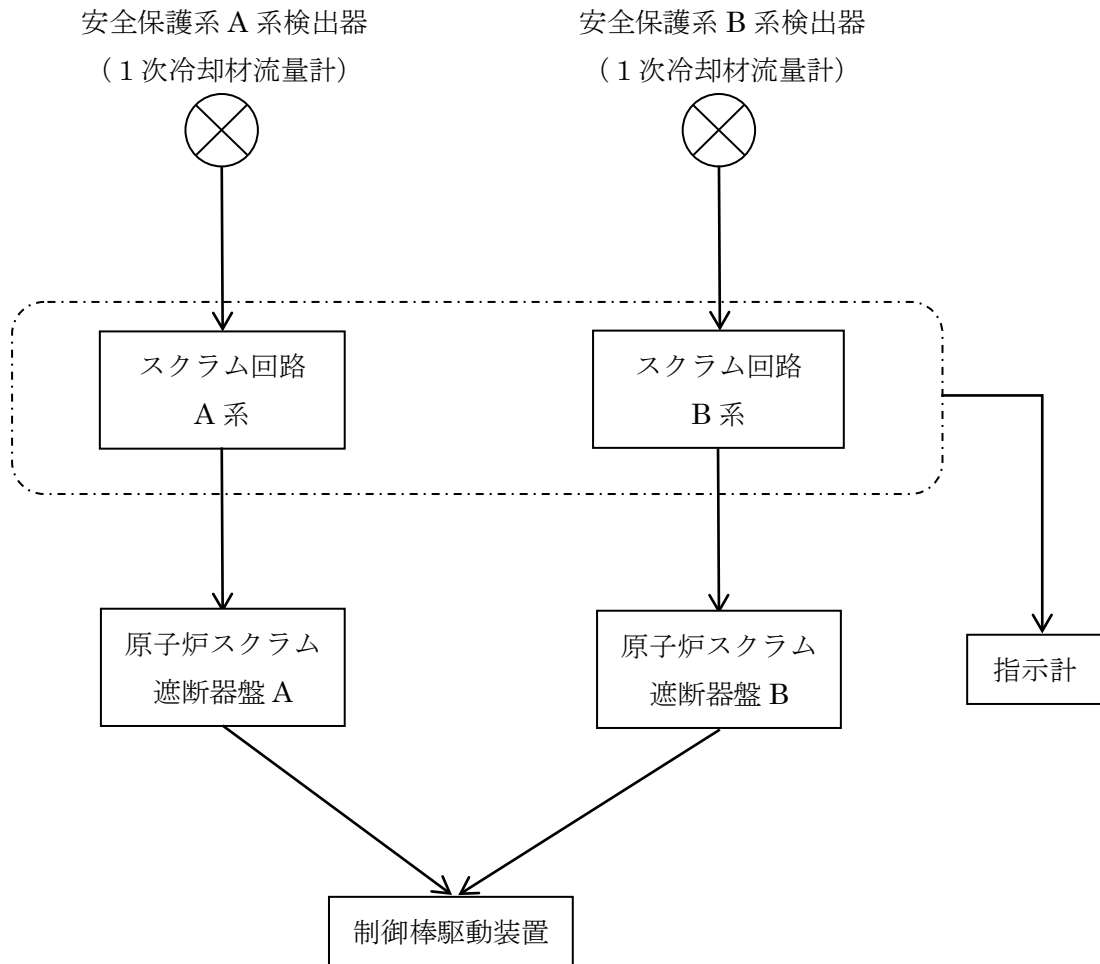 安全保護系 A 系検出器
（１次冷却材流量計）
安全保護系 B 系検出器
（１次冷却材流量計）
スクラム回路
A 系
スクラム回路
B 系
原子炉スクラム
遮断器盤 A
原子炉スクラム
遮断器盤 B
指示計
制御棒駆動装置